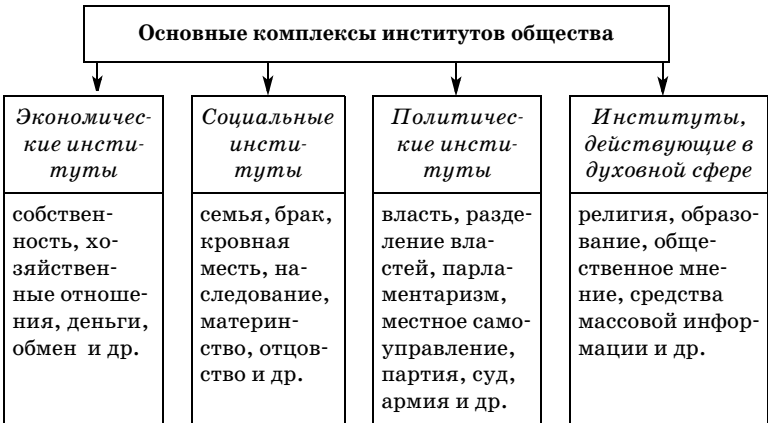 Основные комплексы институтов общества
Экономичес-
кие инсти-
туты
собствен-
ность, хо-
зяйствен-
ные отноше-
ния, деньги,
обмен и др.
Социальные
инсти-
туты
семья, брак,
кровная
месть, на-
следование,
материн-
ство, отцов-
ство и др.
Политичес-
кие инсти-
туты
власть, разде-
ление вла-
стей, парла-
ментаризм,
местное само-
управление,
партия, суд,
армия и др.
Институты,
действующие в
духовной сфере
религия, образо-
вание, обще-
ственное мне-
ние, средства
массовой инфор-
мации и др.